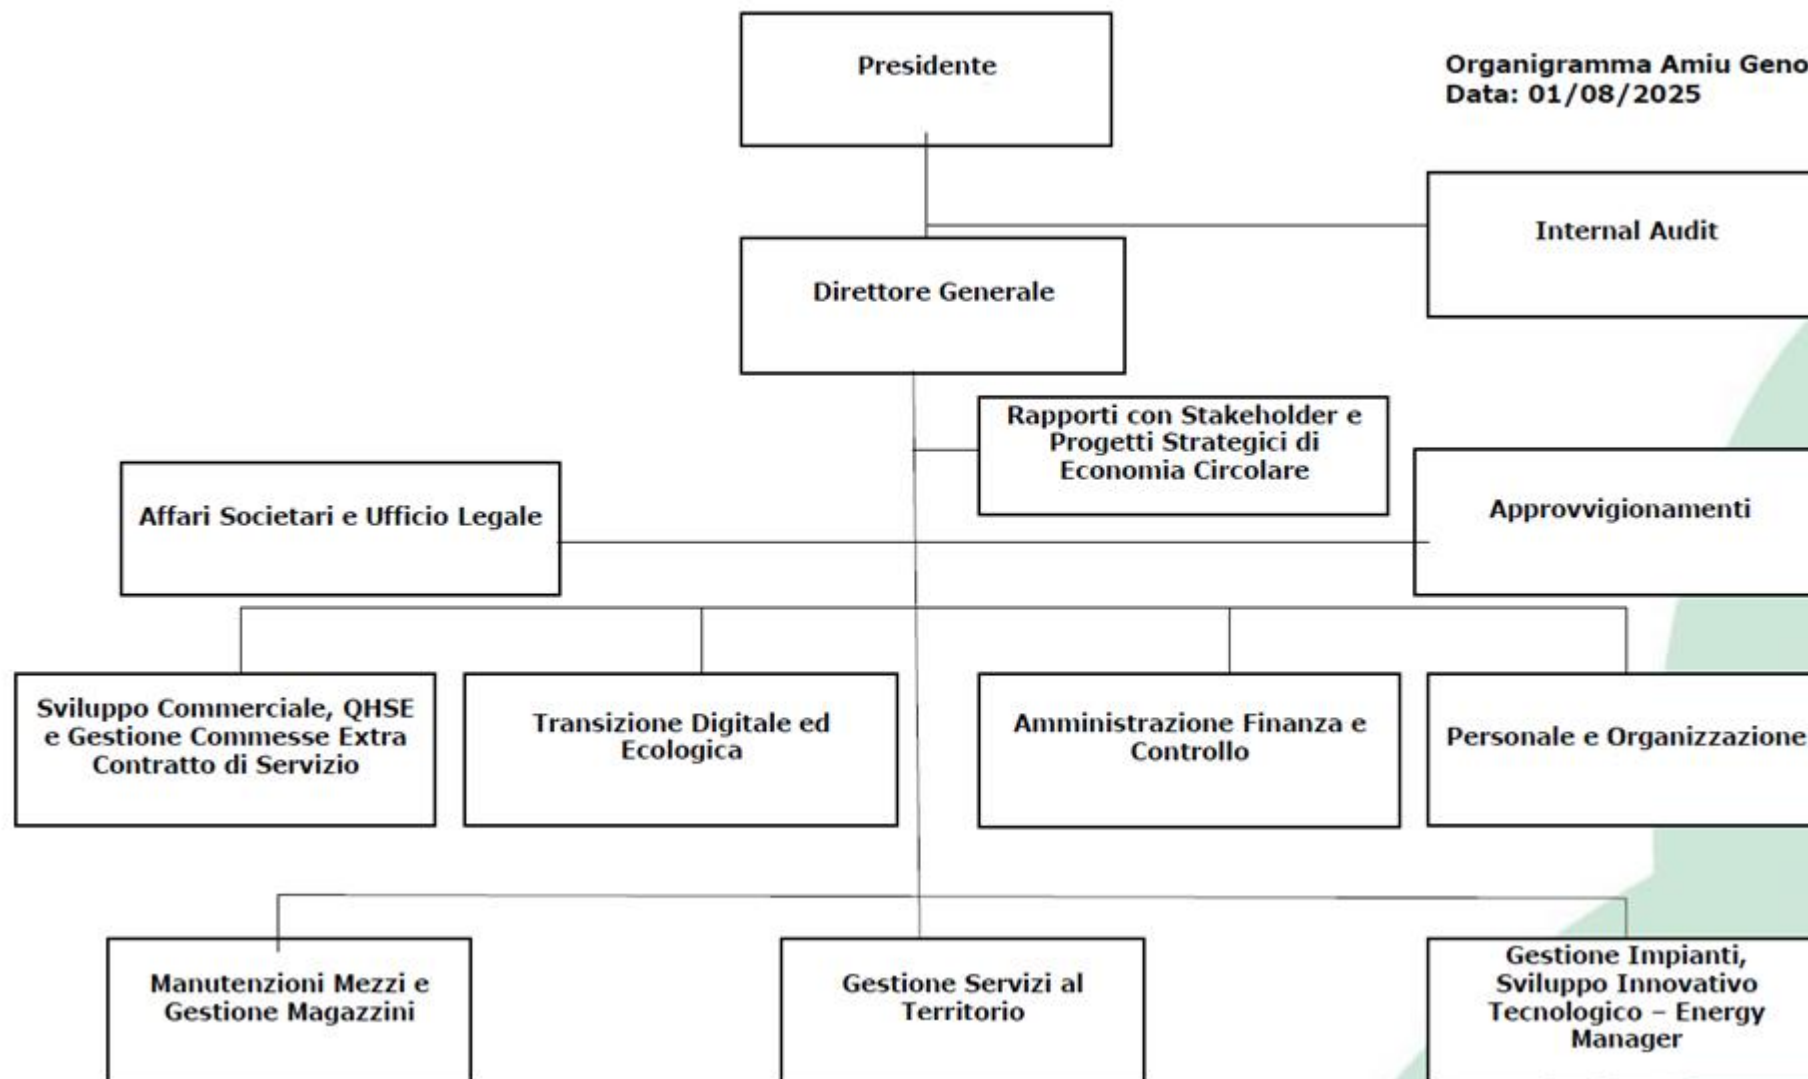 Presidente
Organigramma Amiu Geno
Data: 01/08/2025
Internal Audit
Direttore Generale
Rapporti con Stakeholder e
Progetti Strategici di
Economia Circolare
Affari Societari e Ufficio Legale
Approvvigionamenti
Sviluppo Commerciale, QHSE
e Gestione Commesse Extra
Contratto di Servizio
Transizione Digitale ed
Ecologica
Amministrazione Finanza e
Controllo
Personale e Organizzazione
Manutenzioni Mezzi e
Gestione Magazzini
Gestione Servizi al
Territorio
Gestione Impianti,
Sviluppo Innovativo
Tecnologico – Energy
Manager